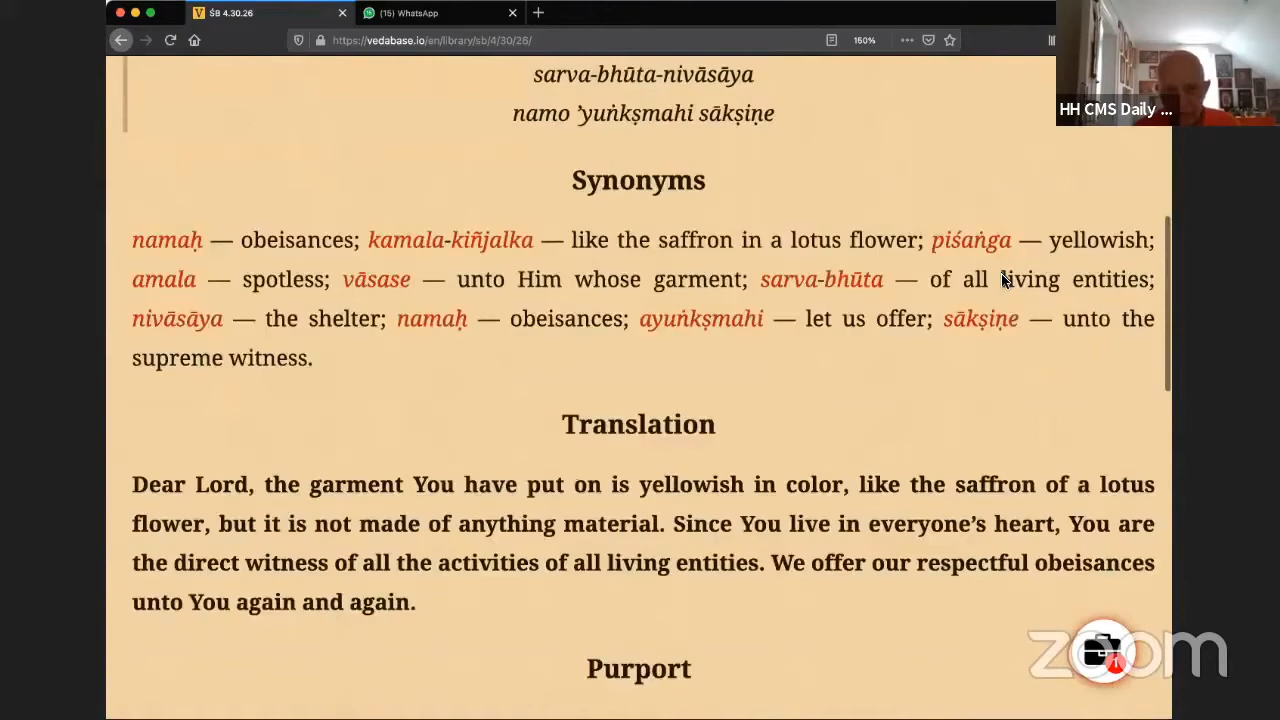 ŚB 4.30.26
(15) WhatsApp
https://vedabase.io/en/library/sb/4/30/26/
150%
HH CMS Daily ...
sarva-bhūta-nivāsāya
namo ’yuṅkṣmahi sākṣiṇe
Synonyms
namaḥ — obeisances; kamala-kiñjalka — like the saffron in a lotus flower; piśaṅga — yellowish;
amala — spotless; vāsase — unto Him whose garment; sarva-bhūta — of all living entities;
nivāsāya — the shelter; namaḥ — obeisances; ayuṅkṣmahi — let us offer; sākṣiṇe — unto the
supreme witness.
Translation
Dear Lord, the garment You have put on is yellowish in color, like the saffron of a lotus
flower, but it is not made of anything material. Since You live in everyone’s heart, You are
the direct witness of all the activities of all living entities. We offer our respectful obeisances
unto You again and again.
Purport
zoom
1